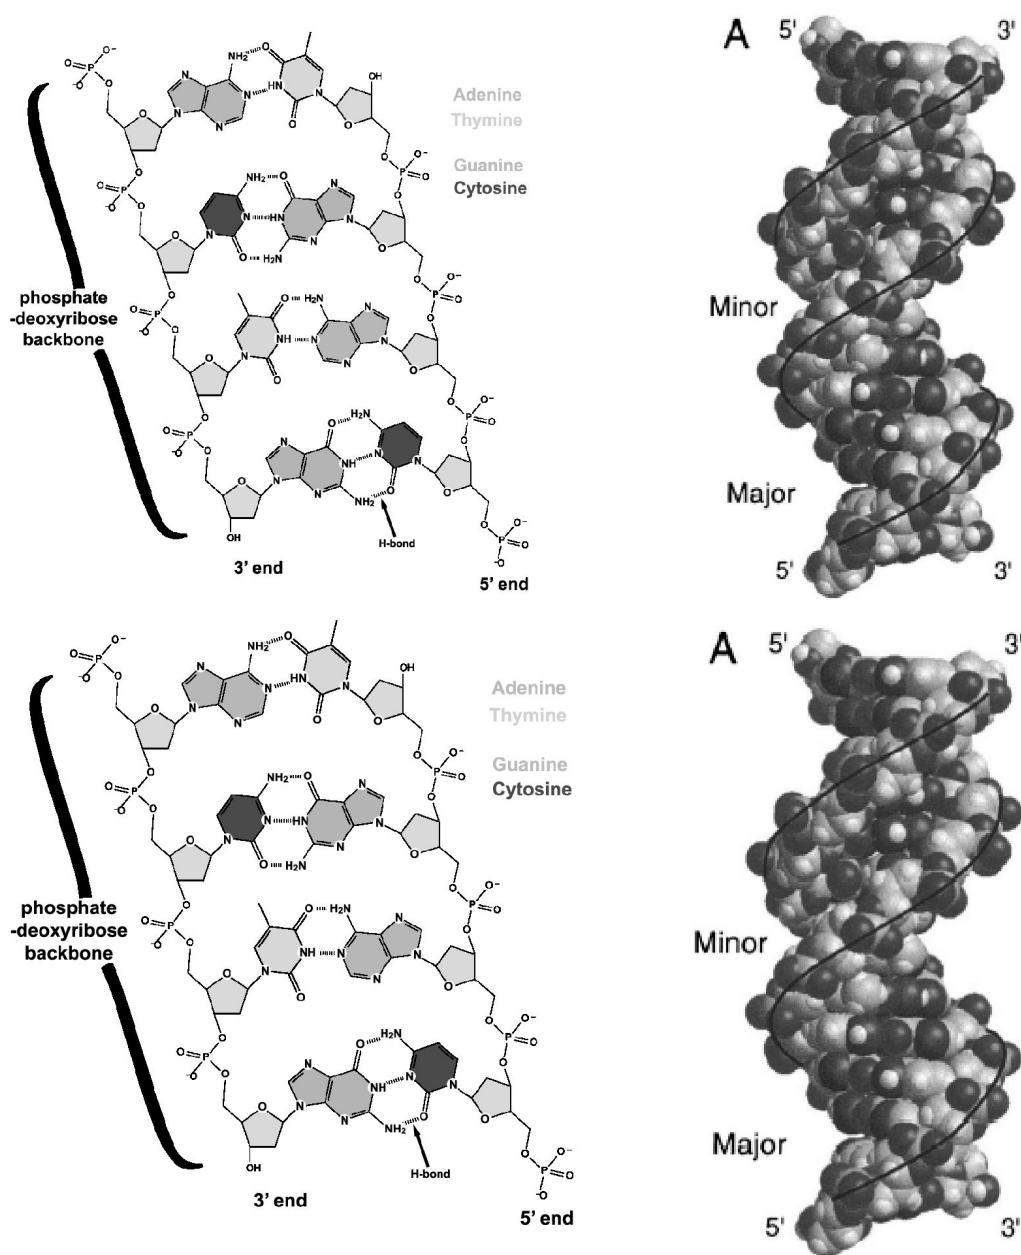 A
5'
3'
Adenine
Thymine
Guanine
Cytosine
phosphate
-deoxyribose
backbone
Minor
Major
H-bond
3' end
5' end
5'
3'
A
5'
3'
Adenine
Thymine
Guanine
Cytosine
phosphate
-deoxyribose
backbone
Minor
Major
H-bond
3' end
5' end
5'
3'